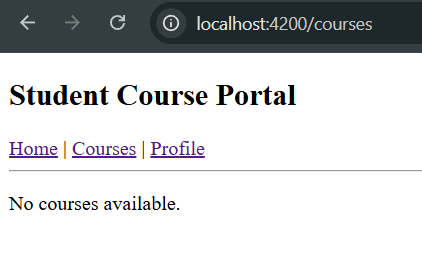 localhost:4200/courses
Student Course Portal
Home | Courses | Profile
No courses available.